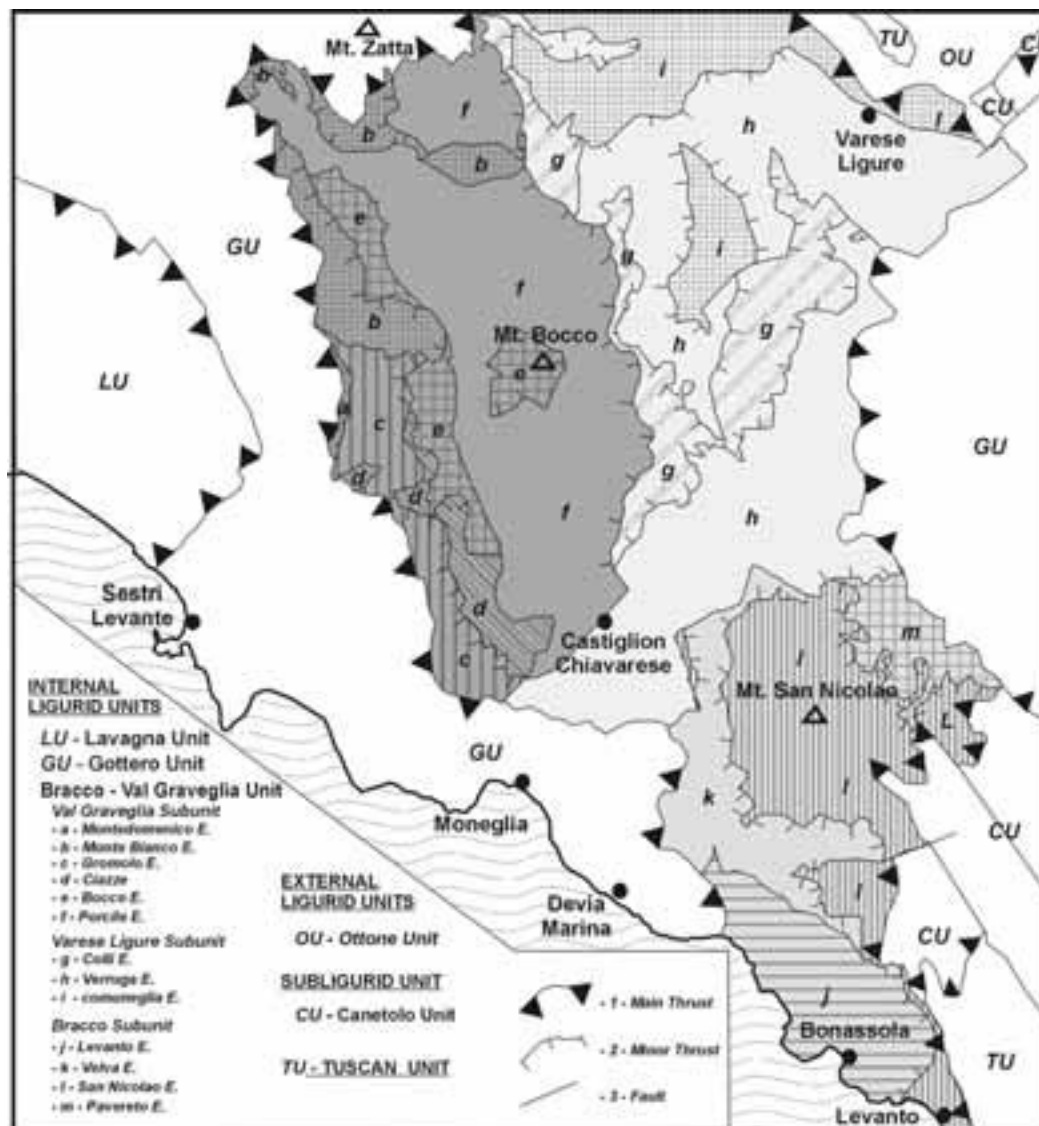 Mt. Zatta
TU
OU
CU
CU
b
i
l
b
f
h
Varese
Ligure
b
g
e
GU
g
i
f
b
g
Mt. Bocco
h
e
LU
a
c
e
GU
d
g
d
f
h
Sestri
Levante
d
Castiglion
Chiavarese
m
l
c
Mt. San Nicolao
L
GU
k
l
CU
Moneglia
l
Devia
Marina
CU
j
Bonassola
TU
Levanto
INTERNAL
LIGURID UNITS
LU - Lavagna Unit
GU - Gottero Unit
Bracco - Val Graveglia Unit
Val Graveglia Subunit
- a - Montedomenico E.
- b - Monte Bianco E.
- c - Gromolo E.
- d - Ciazze
- e - Bocco E.
- f - Porcile E.
Varese Ligure Subunit
- g - Colli E.
- h - Verruga E.
- i - comuneglia E.
Bracco Subunit
- j - Levanto E.
- k - Velva E.
- l - San Nicolao E.
- m - Pavereto E.
EXTERNAL
LIGURID UNITS
OU - Ottone Unit
SUBLIGURID UNIT
CU - Canetolo Unit
TU - TUSCAN UNIT
- 1 - Main Thrust
- 2 - Minor Thrust
- 3 - Fault